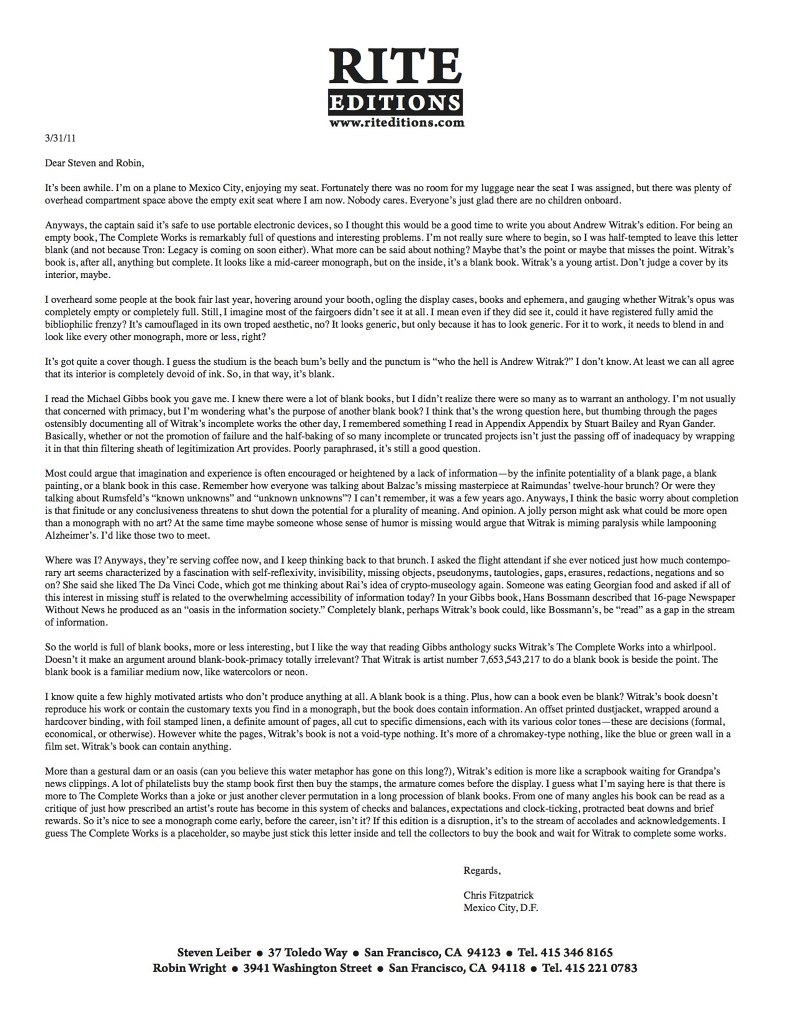 RITE
EDITIONS
www.riteditions.com
3/31/11
Dear Steven and Robin,
It's been awhile. I'm on a plane to Mexico City, enjoying my seat. Fortunately there was no room for my luggage near the seat I was assigned, but there was plenty of
overhead compartment space above the empty exit seat where I am now. Nobody cares. Everyone's just glad there are no children onboard.
Anyways, the captain said it's safe to use portable electronic devices, so I thought this would be a good time to write you about Andrew Witrak's edition. For being an
empty book, The Complete Works is remarkably full of questions and interesting problems. I'm not really sure where to begin, so I was half-tempted to leave this letter
blank (and not because Tron: Legacy is coming on soon either). What more can be said about nothing? Maybe that's the point or maybe that misses the point. Witrak's
book is, after all, anything but complete. It looks like a mid-career monograph, but on the inside, it's a blank book. Witrak's a young artist. Don't judge a cover by its
interior, maybe.
I overheard some people at the book fair last year, hovering around your booth, ogling the display cases, books and ephemera, and gauging whether Witrak's opus was
completely empty or completely full. Still, I imagine most of the fairgoers didn't see it at all. I mean even if they did see it, could it have registered fully amid the
bibliophilic frenzy? It's camouflaged in its own troped aesthetic, no? It looks generic, but only because it has to look generic. For it to work, it needs to blend in and
look like every other monograph, more or less, right?
It's got quite a cover though. I guess the studium is the beach bum's belly and the punctum is “who the hell is Andrew Witrak?” I don't know. At least we can all agree
that its interior is completely devoid of ink. So, in that way, it's blank.
I read the Michael Gibbs book you gave me. I knew there were a lot of blank books, but I didn't realize there were so many as to warrant an anthology. I'm not usually
that concerned with primacy, but I'm wondering what's the purpose of another blank book? I think that's the wrong question here, but thumbing through the pages
ostensibly documenting all of Witrak's incomplete works the other day, I remembered something I read in Appendix Appendix by Stuart Bailey and Ryan Gander.
Basically, whether or not the promotion of failure and the half-baking of so many incomplete or truncated projects isn't just the passing off of inadequacy by wrapping
it in that thin filtering sheath of legitimization Art provides. Poorly paraphrased, it's still a good question.
Most could argue that imagination and experience is often encouraged or heightened by a lack of information—by the infinite potentiality of a blank page, a blank
painting, or a blank book in this case. Remember how everyone was talking about Balzac's missing masterpiece at Raimundas' twelve-hour brunch? Or were they
talking about Rumsfeld's “known unknowns” and “unknown unknowns”? I can't remember, it was a few years ago. Anyways, I think the basic worry about completion
is that finitude or any conclusiveness threatens to shut down the potential for a plurality of meaning. And opinion. A jolly person might ask what could be more open
than a monograph with no art? At the same time maybe someone whose sense of humor is missing would argue that Witrak is miming paralysis while lampooning
Alzheimer's. I'd like those two to meet.
Where was I? Anyways, they're serving coffee now, and I keep thinking back to that brunch. I asked the flight attendant if she ever noticed just how much contempo-
rary art seems characterized by a fascination with self-reflexivity, invisibility, missing objects, pseudonyms, tautologies, gaps, erasures, redactions, negations and so
on? She said she liked The Da Vinci Code, which got me thinking about Rai's idea of crypto-museology again. Someone was eating Georgian food and asked if all of
this interest in missing stuff is related to the overwhelming accessibility of information today? In your Gibbs book, Hans Bossmann described that 16-page Newspaper
Without News he produced as an “oasis in the information society.” Completely blank, perhaps Witrak's book could, like Bossmann's, be “read” as a gap in the stream
of information.
So the world is full of blank books, more or less interesting, but I like the way that reading Gibbs anthology sucks Witrak's The Complete Works into a whirlpool.
Doesn't it make an argument around blank-book-primacy totally irrelevant? That Witrak is artist number 7,653,543,217 to do a blank book is beside the point. The
blank book is a familiar medium now, like watercolors or neon.
I know quite a few highly motivated artists who don't produce anything at all. A blank book is a thing. Plus, how can a book even be blank? Witrak's book doesn't
reproduce his work or contain the customary texts you find in a monograph, but the book does contain information. An offset printed dustjacket, wrapped around a
hardcover binding, with foil stamped linen, a definite amount of pages, all cut to specific dimensions, each with its various color tones—these are decisions (formal,
economical, or otherwise). However white the pages, Witrak's book is not a void-type nothing. It's more of a chromakey-type nothing, like the blue or green wall in a
film set. Witrak's book can contain anything.
More than a gestural dam or an oasis (can you believe this water metaphor has gone on this long?), Witrak's edition is more like a scrapbook waiting for Grandpa's
news clippings. A lot of philatelists buy the stamp book first then buy the stamps, the armature comes before the display. I guess what I'm saying here is that there is
more to The Complete Works than a joke or just another clever permutation in a long procession of blank books. From one of many angles his book can be read as a
critique of just how prescribed an artist's route has become in this system of checks and balances, expectations and clock-ticking, protracted beat downs and brief
rewards. So it's nice to see a monograph come early, before the career, isn't it? If this edition is a disruption, it's to the stream of accolades and acknowledgements. I
guess The Complete Works is a placeholder, so maybe just stick this letter inside and tell the collectors to buy the book and wait for Witrak to complete some works.
Regards,
Chris Fitzpatrick
Mexico City, D.F.
Steven Leiber ● 37 Toledo Way ● San Francisco, CA 94123 ● Tel. 415 346 8165
Robin Wright ● 3941 Washington Street ● San Francisco, CA 94118 ● Tel. 415 221 0783